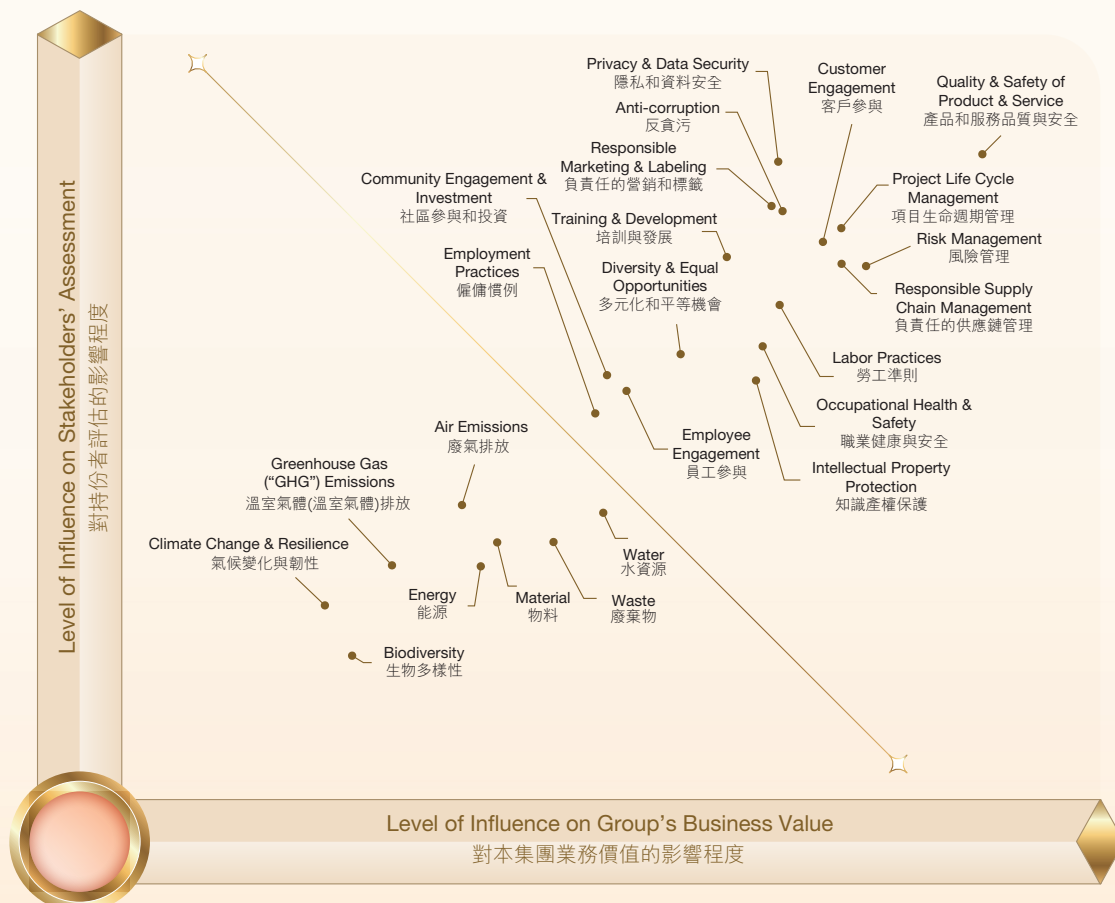 Level of Influence on Stakeholders’ Assessment
對持份者評估的影響程度
Privacy & Data Security
隱私和資料安全
Anti-corruption
反貪污
Responsible
Marketing & Labeling
負責任的營銷和標籤
Customer
Engagement
客戶參與
Quality & Safety of
Product & Service
產品和服務品質與安全
Community Engagement &
Investment
社區參與和投資
Training & Development
培訓與發展
Project Life Cycle
Management
項目生命週期管理
Risk Management
風險管理
Employment
Practices
僱傭慣例
Diversity & Equal
Opportunities
多元化和平等機會
Responsible Supply
Chain Management
負責任的供應鏈管理
Labor Practices
勞工準則
Occupational Health &
Safety
職業健康與安全
Air Emissions
廢氣排放
Employee
Engagement
員工參與
Intellectual Property
Protection
知識產權保護
Greenhouse Gas
(“GHG”) Emissions
溫室氣體(溫室氣體)排放
Climate Change & Resilience
氣候變化與韌性
Water
水資源
Energy
能源
Material
物料
Waste
廢棄物
Biodiversity
生物多樣性
Level of Influence on Group’s Business Value
對本集團業務價值的影響程度